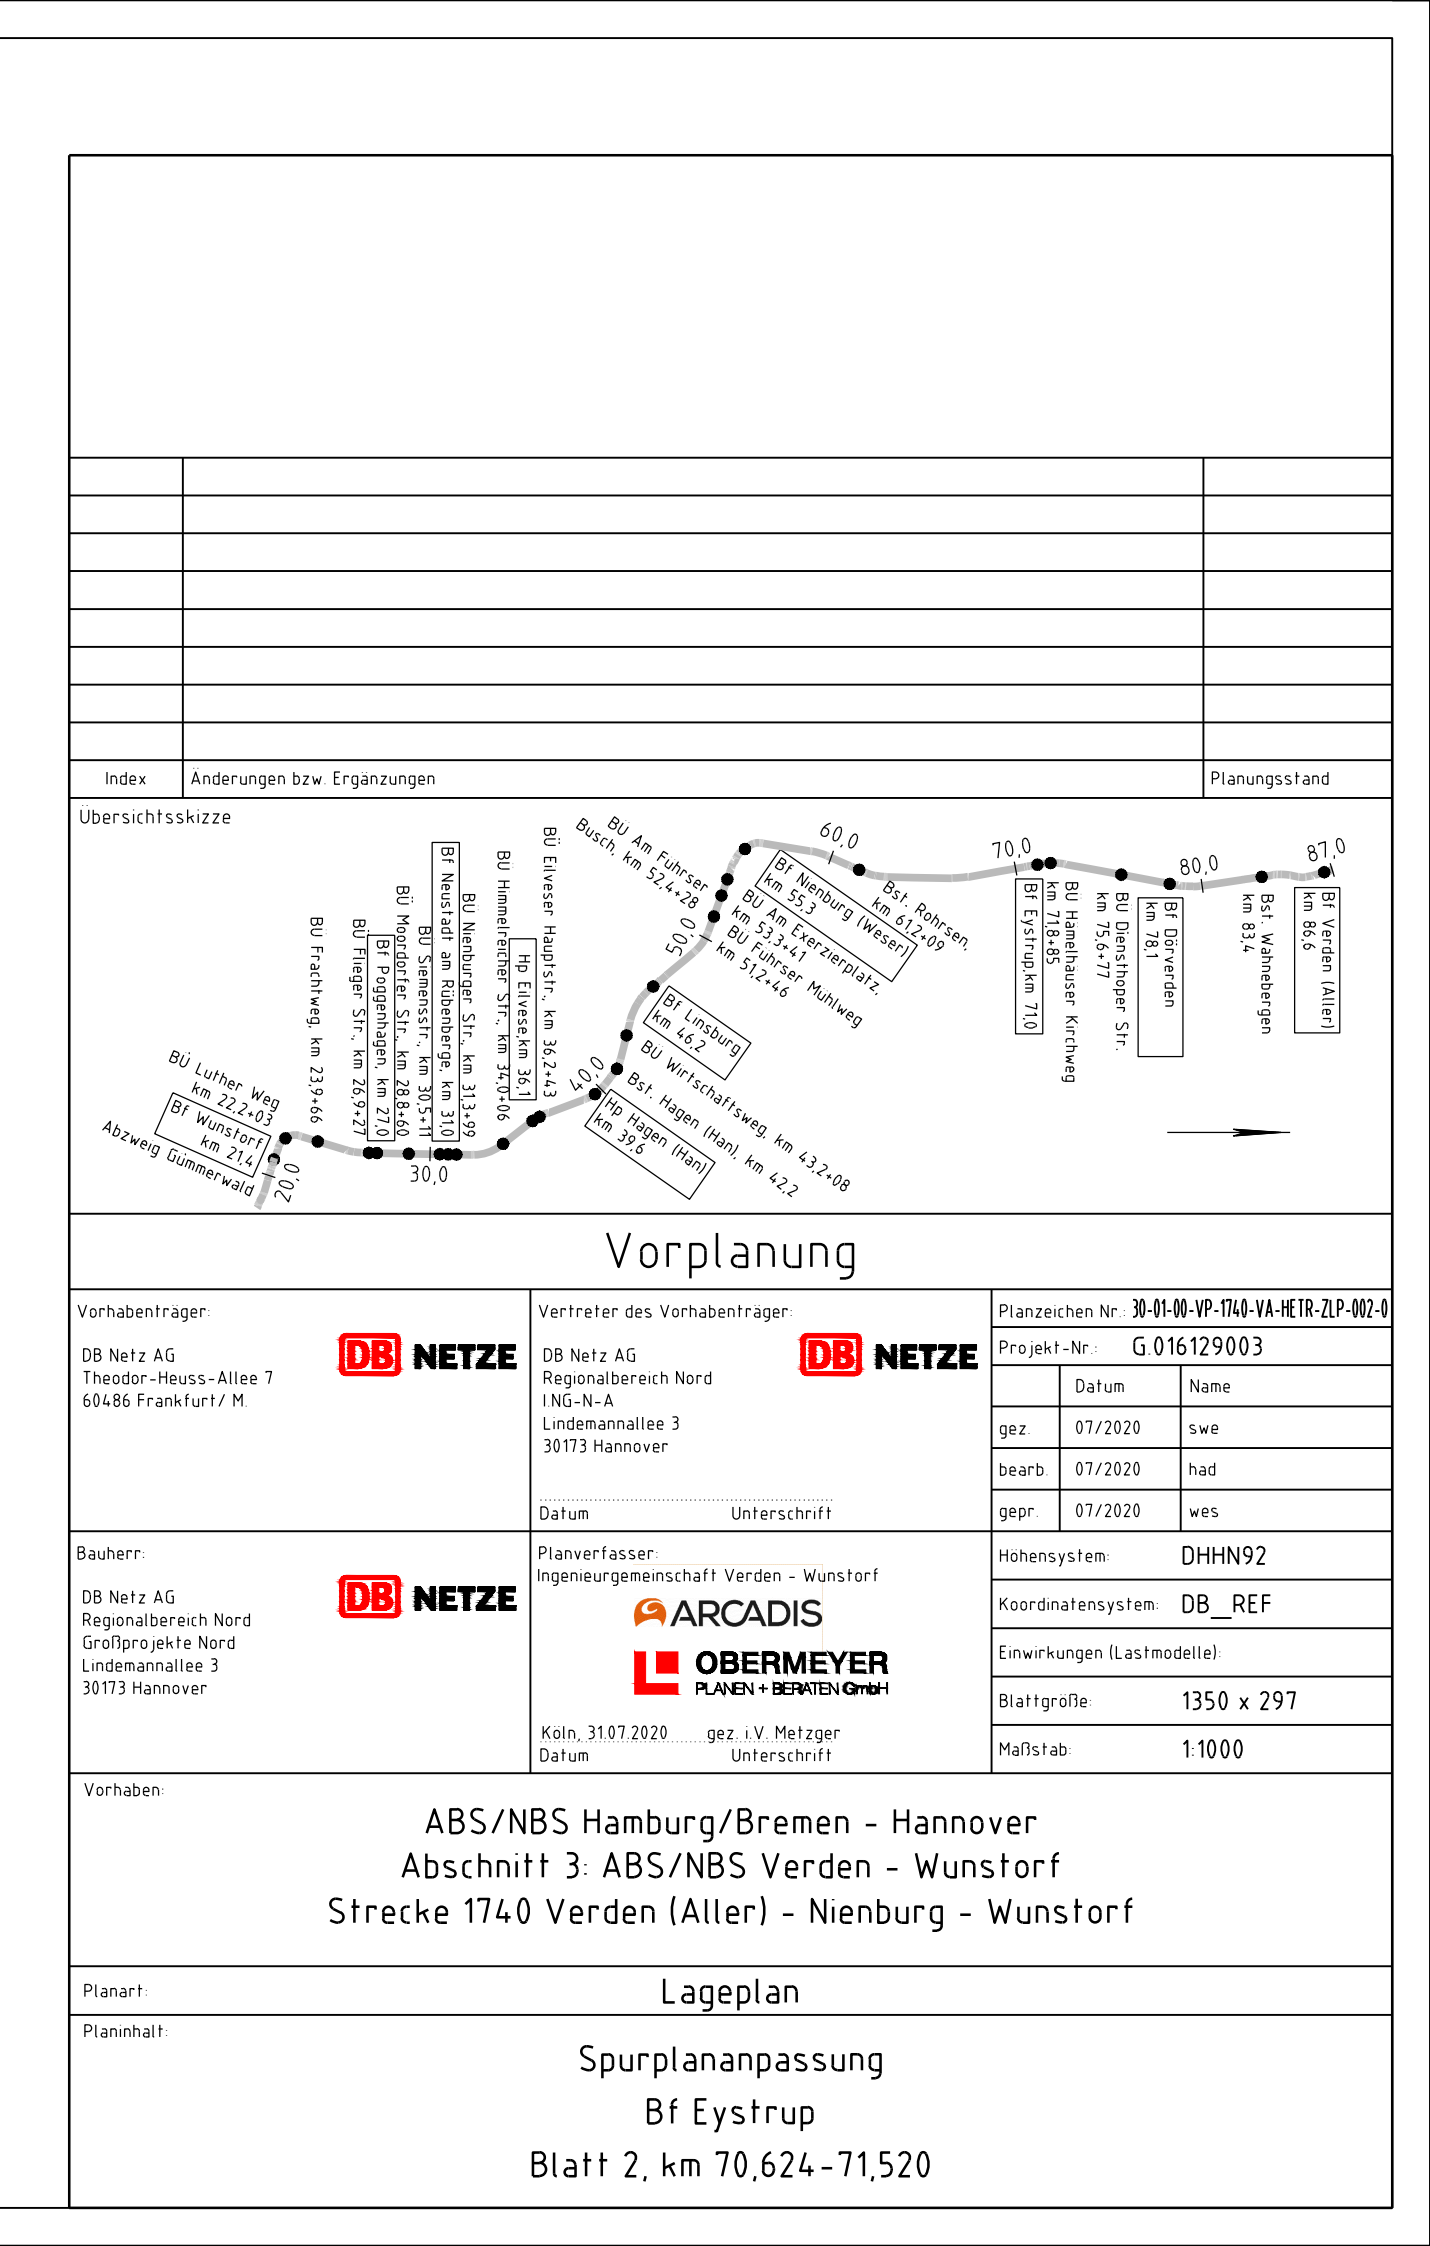 Index
Änderungen bzw. Ergänzungen
Planungsstand
Übersichtsskizze
Abzweig Gümmerwald
Bf Wunstorf
km 21,4
BÜ Luther Weg
km 22,2+03
20,0
BÜ Frachtweg, km 23,9+66
BÜ Flieger Str., km 26,9+27
Bf Poggenhagen, km 27,0
BÜ Moordorfer Str., km 28,8+60
BÜ Siemensstr., km 30,5+11
30,0
Bf Neustadt am Rübenberge, km 31,0
BÜ Nienburger Str., km 31,3+99
BÜ Himmelreicher Str., km 34,0+06
Hp Eilvese,km 36,1
BÜ Eilveser Hauptstr., km 36,2+43
40,0
Hp Hagen (Han)
km 39,6
Bst. Hagen (Han), km 42,2
BÜ Wirtschaftsweg, km 43,2+08
Bf Linsburg
km 46,2
50,0
BÜ Führser Mühlweg
km 51,2+46
BÜ Am Führser
Busch, km 52,4+28
BÜ Am Exerzierplatz,
km 53,3+41
Bf Nienburg (Weser)
km 55,3
60,0
Bst. Rohrsen,
km 61,2+09
70,0
Bf Eystrup,km 71,0
BÜ Hämelhäuser Kirchweg
km 71,8+85
BÜ Diensthoper Str.
km 75,6+77
Bf Dörverden
km 78,1
80,0
Bst. Wahnebergen
km 83,4
Bf Verden (Aller)
km 86,6
87,0
Vorplanung
Vorhabenträger:
DB NETZE
DB Netz AG
Theodor-Heuss-Allee 7
60486 Frankfurt/ M.
Vertreter des Vorhabenträger:
DB NETZE
DB Netz AG
Regionalbereich Nord
I.NG-N-A
Lindemannallee 3
30173 Hannover
Datum Unterschrift
Planzeichen Nr.: 30-01-00-VP-1740-VA-HETR-ZLP-002-0
Projekt-Nr.: G.016129003
Datum Name
gez. 07/2020 swe
bearb. 07/2020 had
gepr. 07/2020 wes
Bauherr:
DB NETZE
DB Netz AG
Regionalbereich Nord
Großprojekte Nord
Lindemannallee 3
30173 Hannover
Planverfasser:
Ingenieurgemeinschaft Verden - Wunstorf
ARCADIS
OBERMEYER
PLANEN + BERATEN GmbH
Köln, 31.07.2020 gez. i.V. Metzger
Datum Unterschrift
Höhensystem: DHHN92
Koordinatensystem: DB_REF
Einwirkungen (Lastmodelle):
Blattgröße: 1350 x 297
Maßstab: 1:1000
Vorhaben:
ABS/NBS Hamburg/Bremen - Hannover
Abschnitt 3: ABS/NBS Verden - Wunstorf
Strecke 1740 Verden (Aller) - Nienburg - Wunstorf
Planart:
Lageplan
Planinhalt:
Spurplananpassung
Bf Eystrup
Blatt 2, km 70,624-71,520